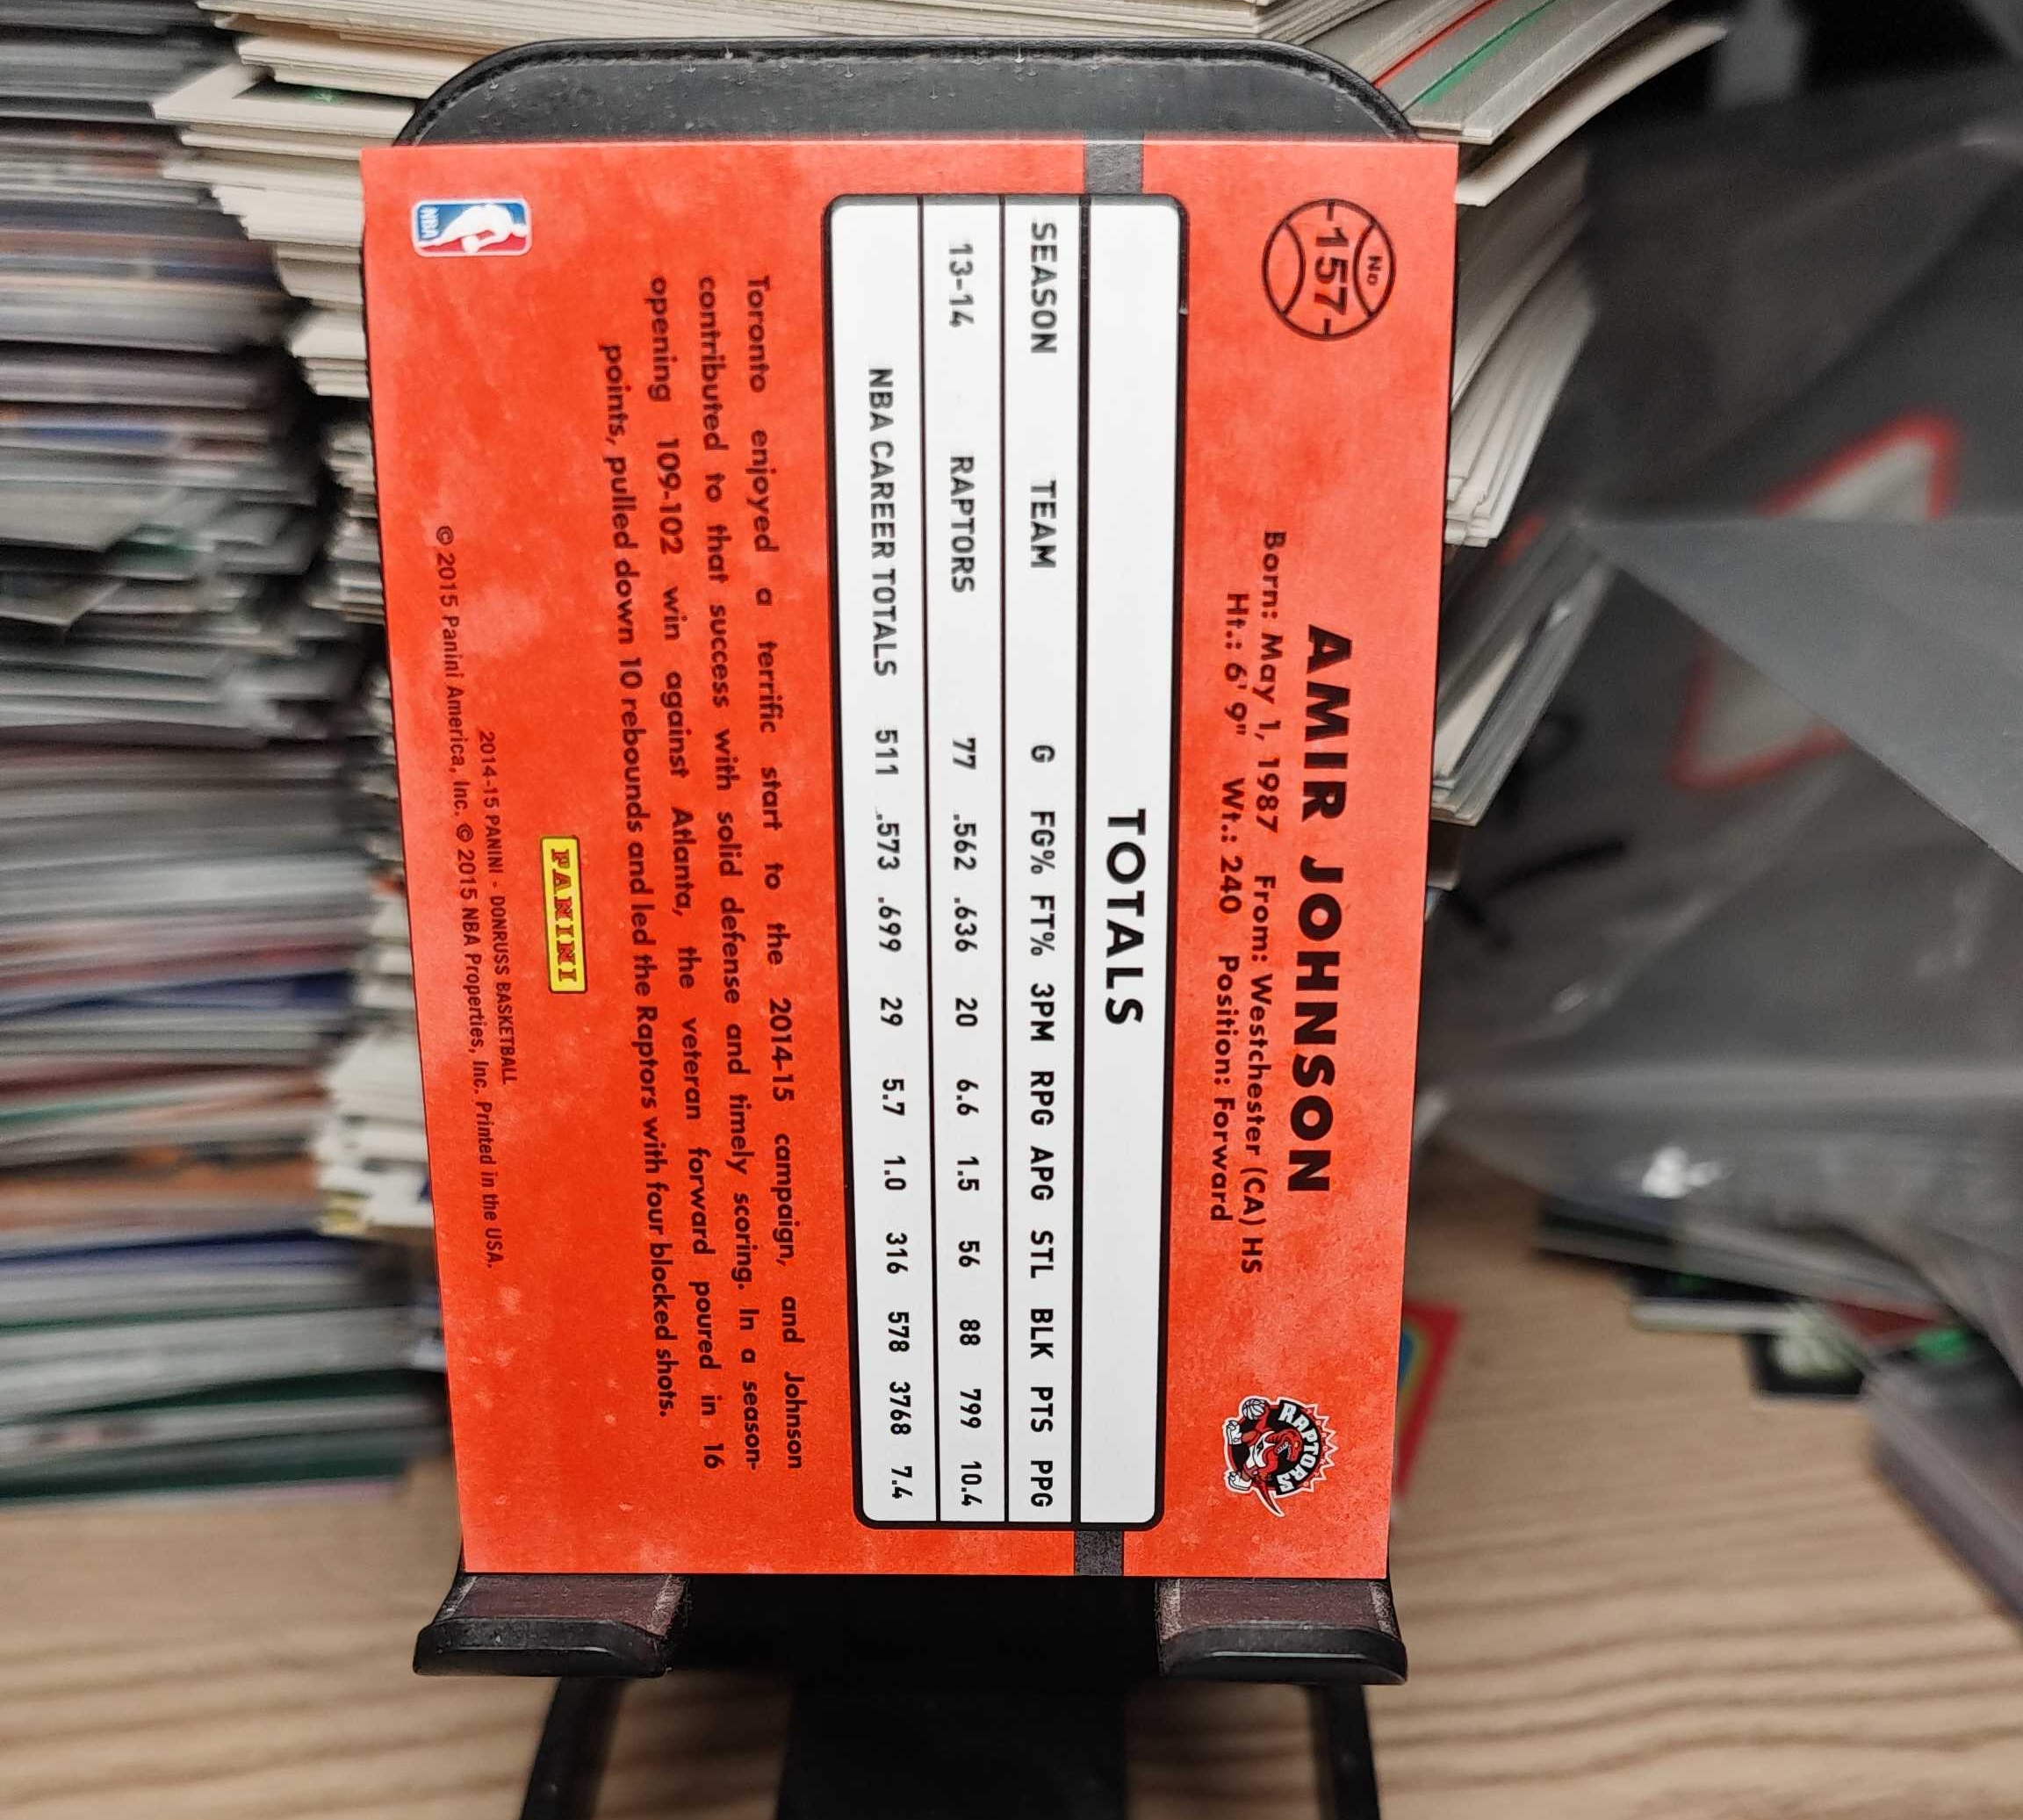 No
157
AMIR JOHNSON
Born: May 1, 1987 From: Westchester (CA) HS
Ht.: 6' 9" Wt.: 240 Position: Forward
RAPTORS
TOTALS
SEASON TEAM G FG% FT% 3PM RPG APG STL BLK PTS PPG
13-14 RAPTORS 77 .562 .636 20 6.6 1.5 56 88 799 10.4
NBA CAREER TOTALS 511 .573 .699 29 5.7 1.0 316 578 3768 7.4
Toronto enjoyed a terrific start to the 2014-15 campaign, and Johnson
contributed to that success with solid defense and timely scoring. In a season-
opening 109-102 win against Atlanta, the veteran forward poured in 16
points, pulled down 10 rebounds and led the Raptors with four blocked shots.
PANINI
2014-15 PANINI - DONRUSS BASKETBALL
© 2015 Panini America, Inc. © 2015 NBA Properties, Inc. Printed in the USA.
NBA